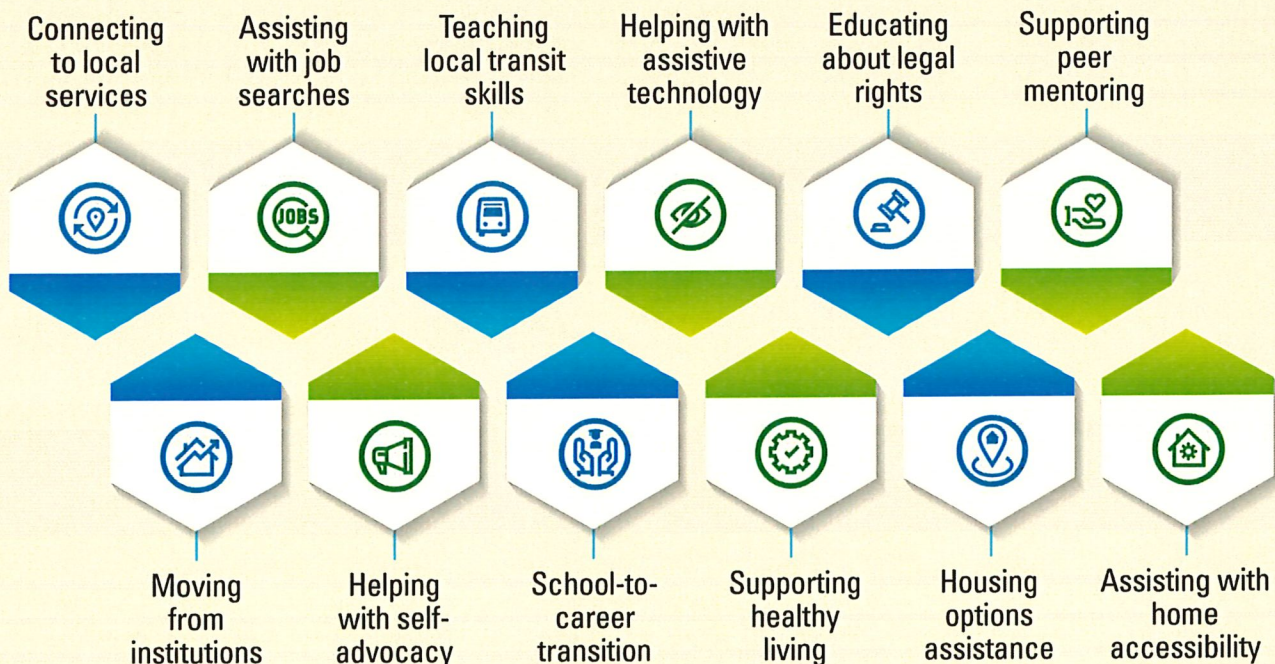 Connecting
to local
services
Assisting
with job
searches
Teaching
local transit
skills
Helping with
assistive
technology
Educating
about legal
rights
Supporting
peer
mentoring
JOBS
Moving
from
institutions
Helping
with self-
advocacy
School-to-
career
transition
Supporting
healthy
living
Housing
options
assistance
Assisting with
home
accessibility